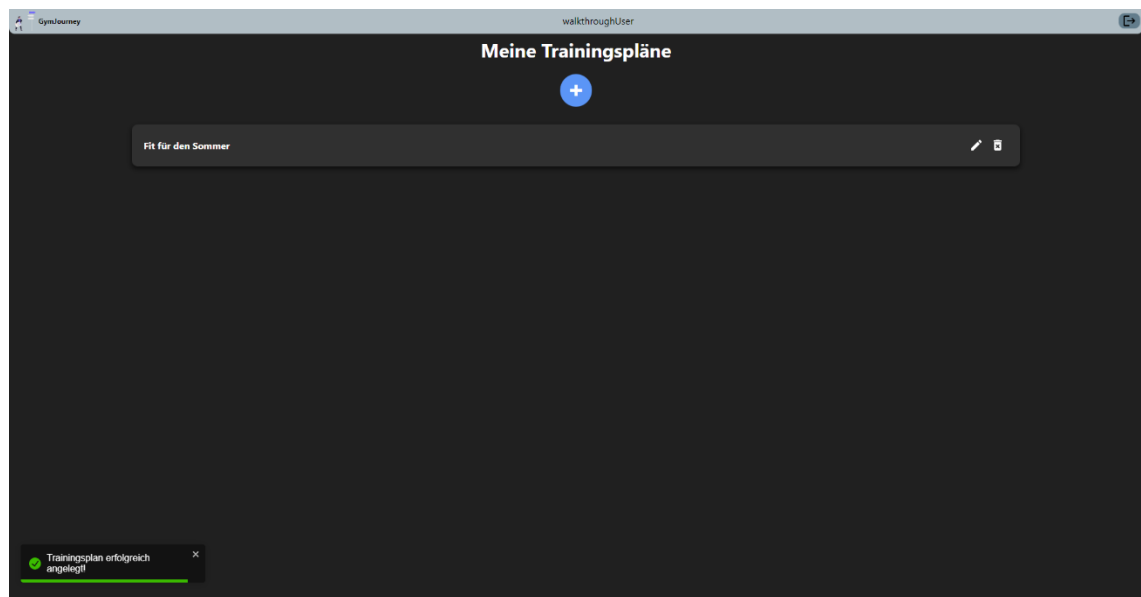 GymJourney
walkthroughUser
Meine Trainingspläne
Fit für den Sommer
Trainingsplan erfolgreich
angelegt!